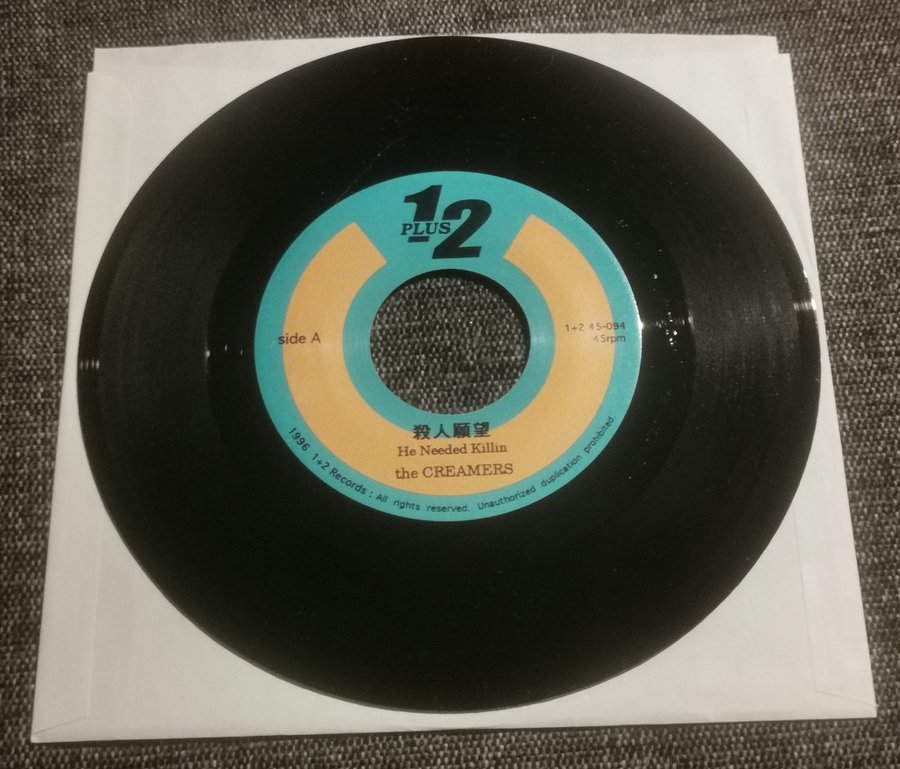 1 PLUS 2
side A
1+2 45-094
45rpm
殺人願望
He Needed Killin
the CREAMERS
1996 1+2 Records ; All rights reserved. Unauthorized duplication prohibited.